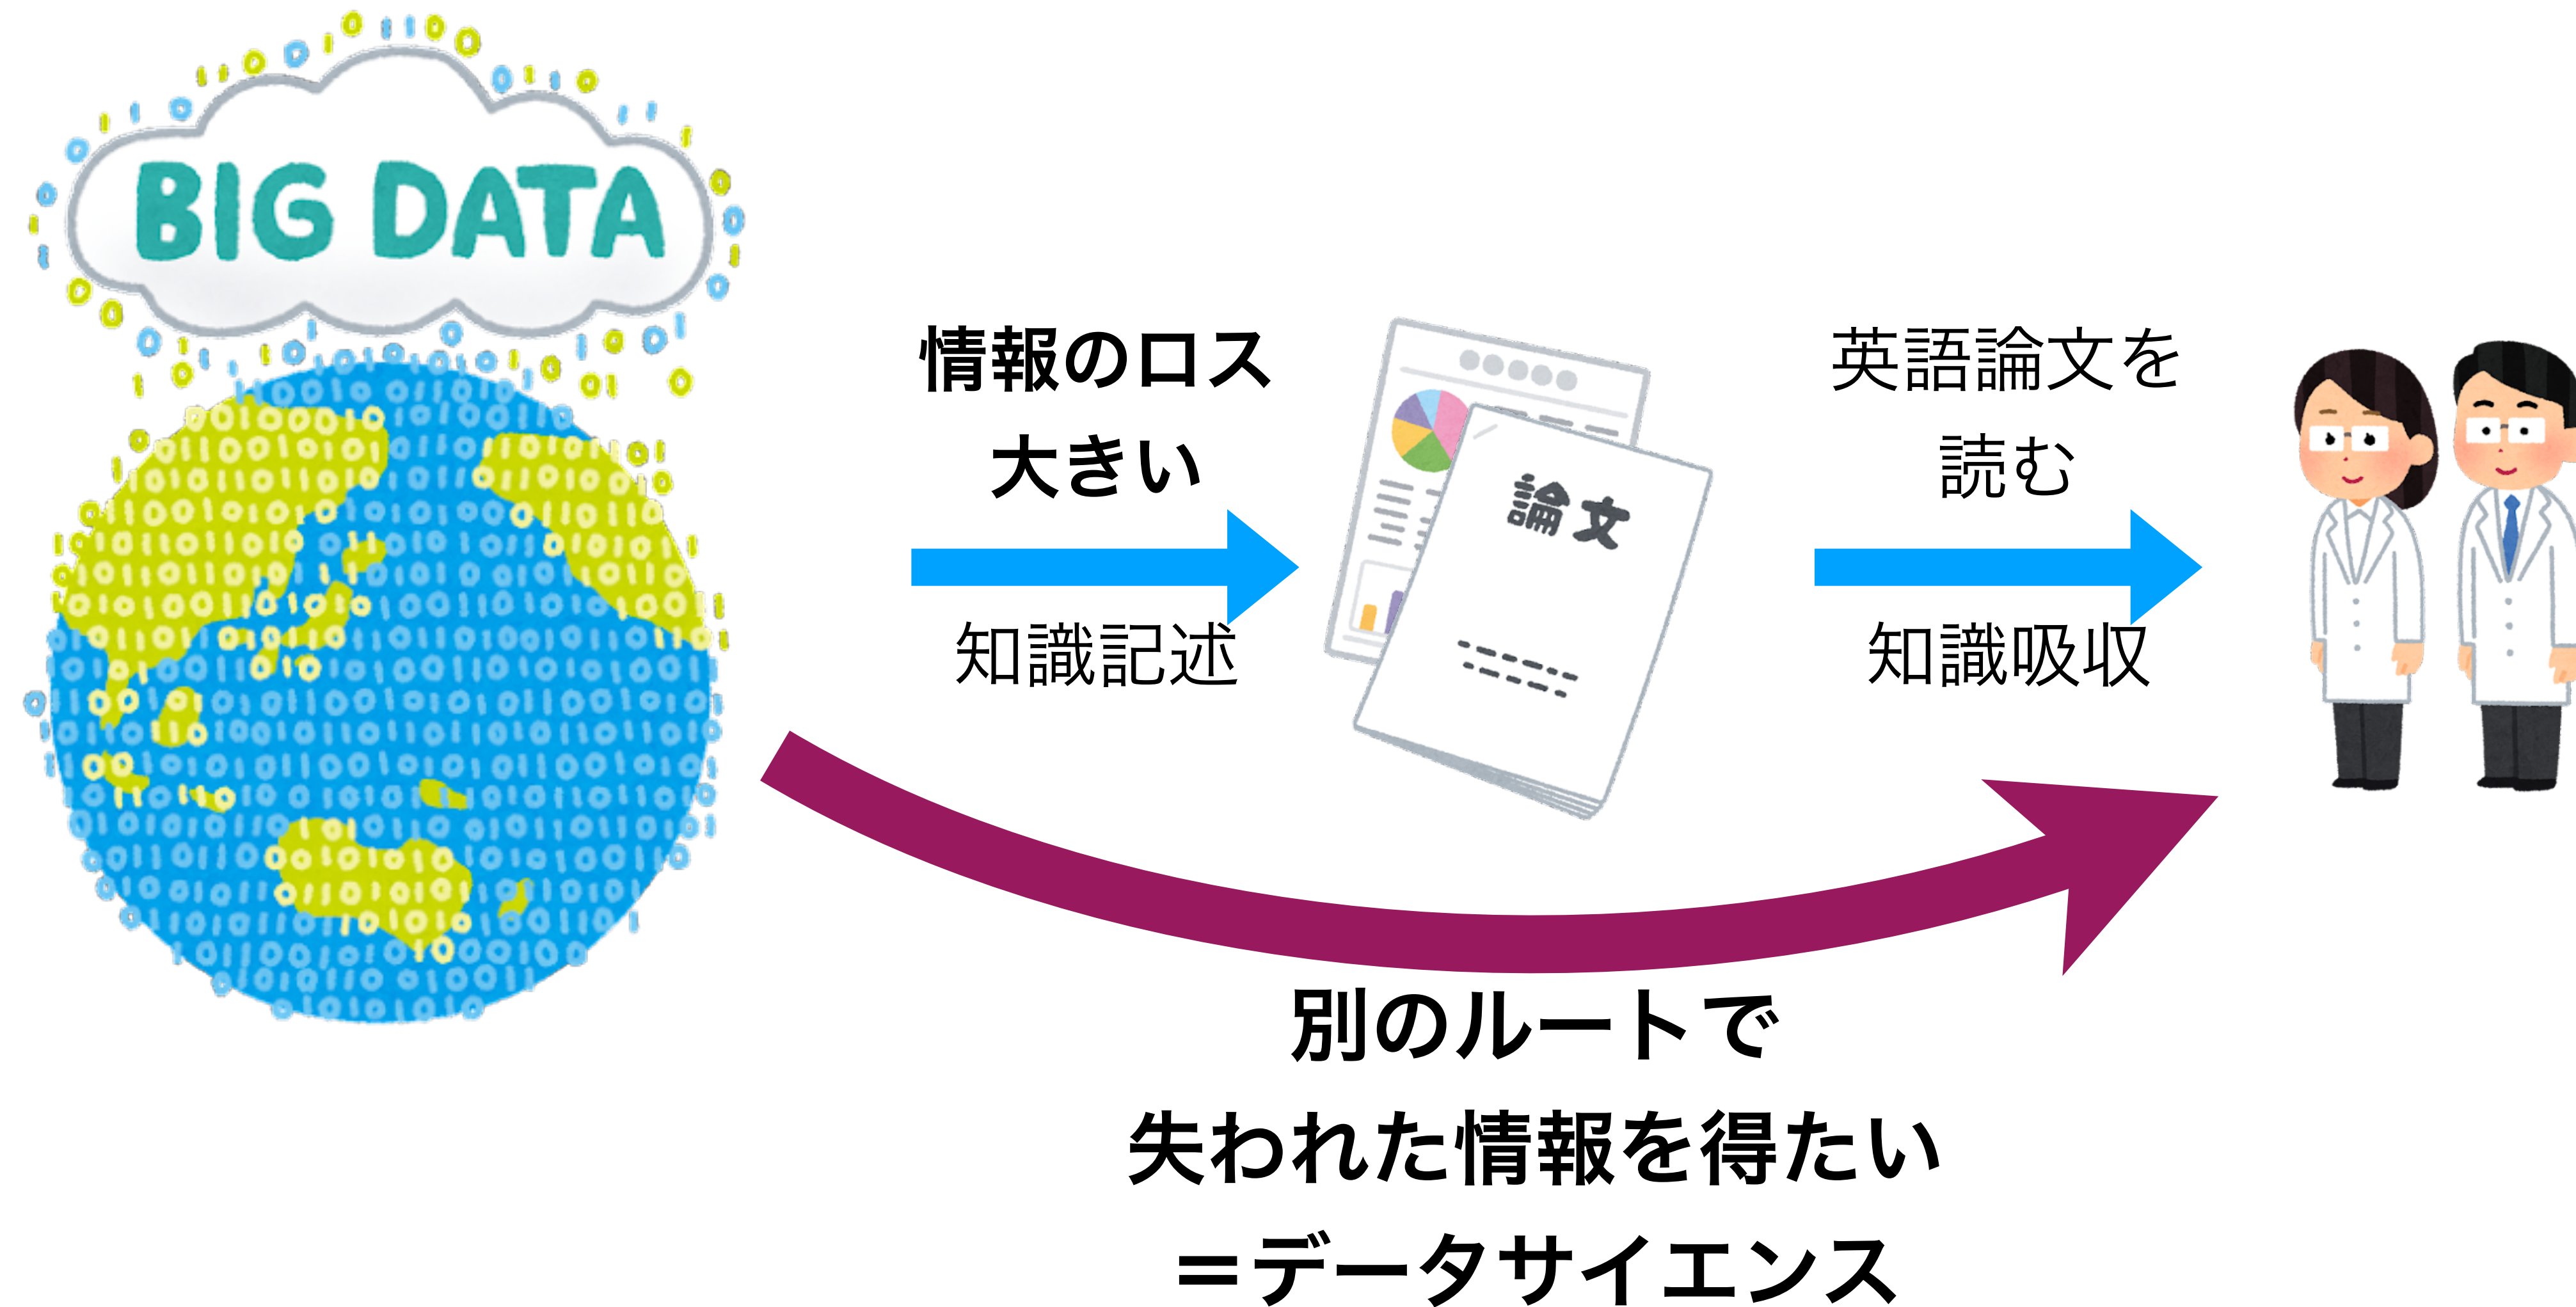 BIG DATA
情報のロス
大きい
知識記述
論文
英語論文を
読む
知識吸収
別のルートで
失われた情報を得たい
＝データサイエンス